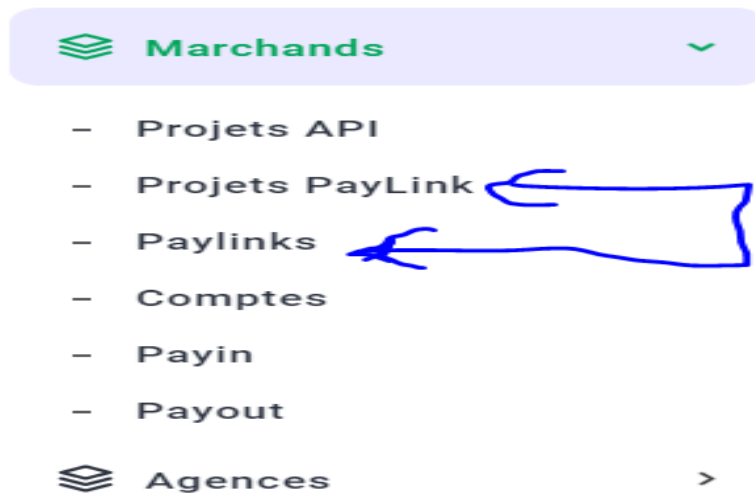 Marchands
– Projets API
– Projets PayLink
– Paylinks
– Comptes
– Payin
– Payout
Agences